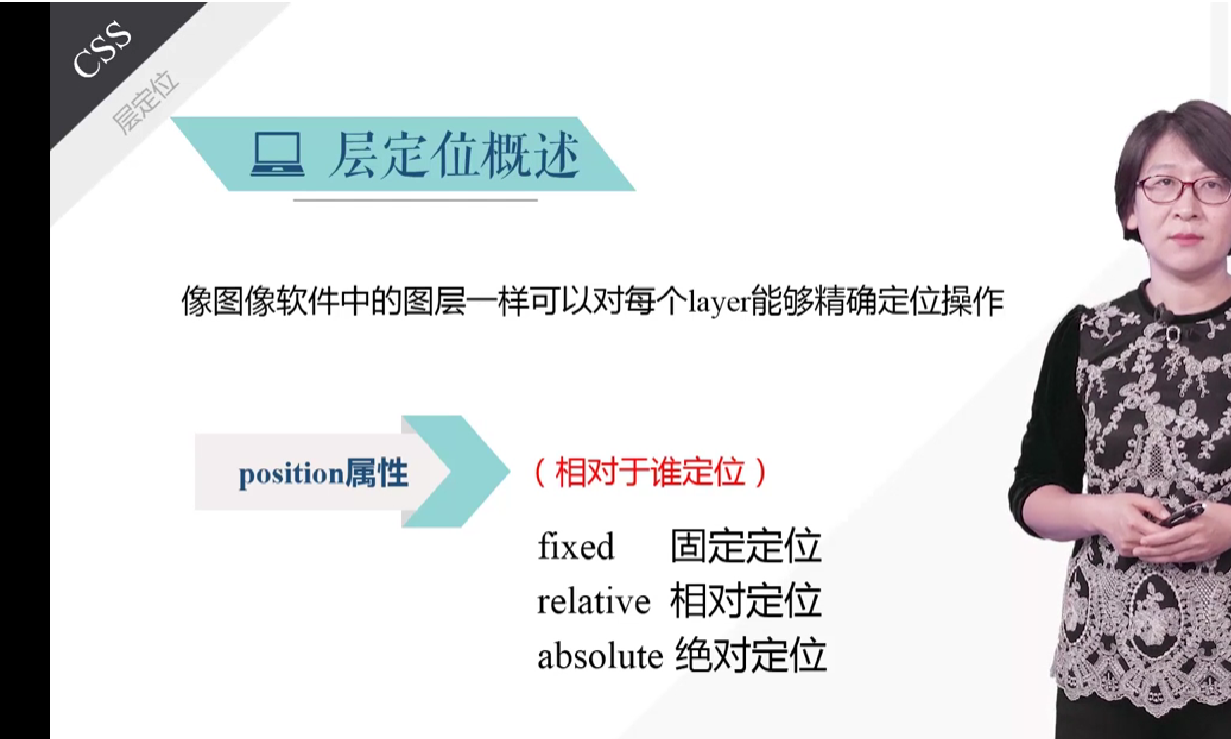 CSS
层定位
层定位概述
像图像软件中的图层一样可以对每个layer能够精确定位操作
position属性
（相对于谁定位）
fixed 固定定位
relative 相对定位
absolute 绝对定位